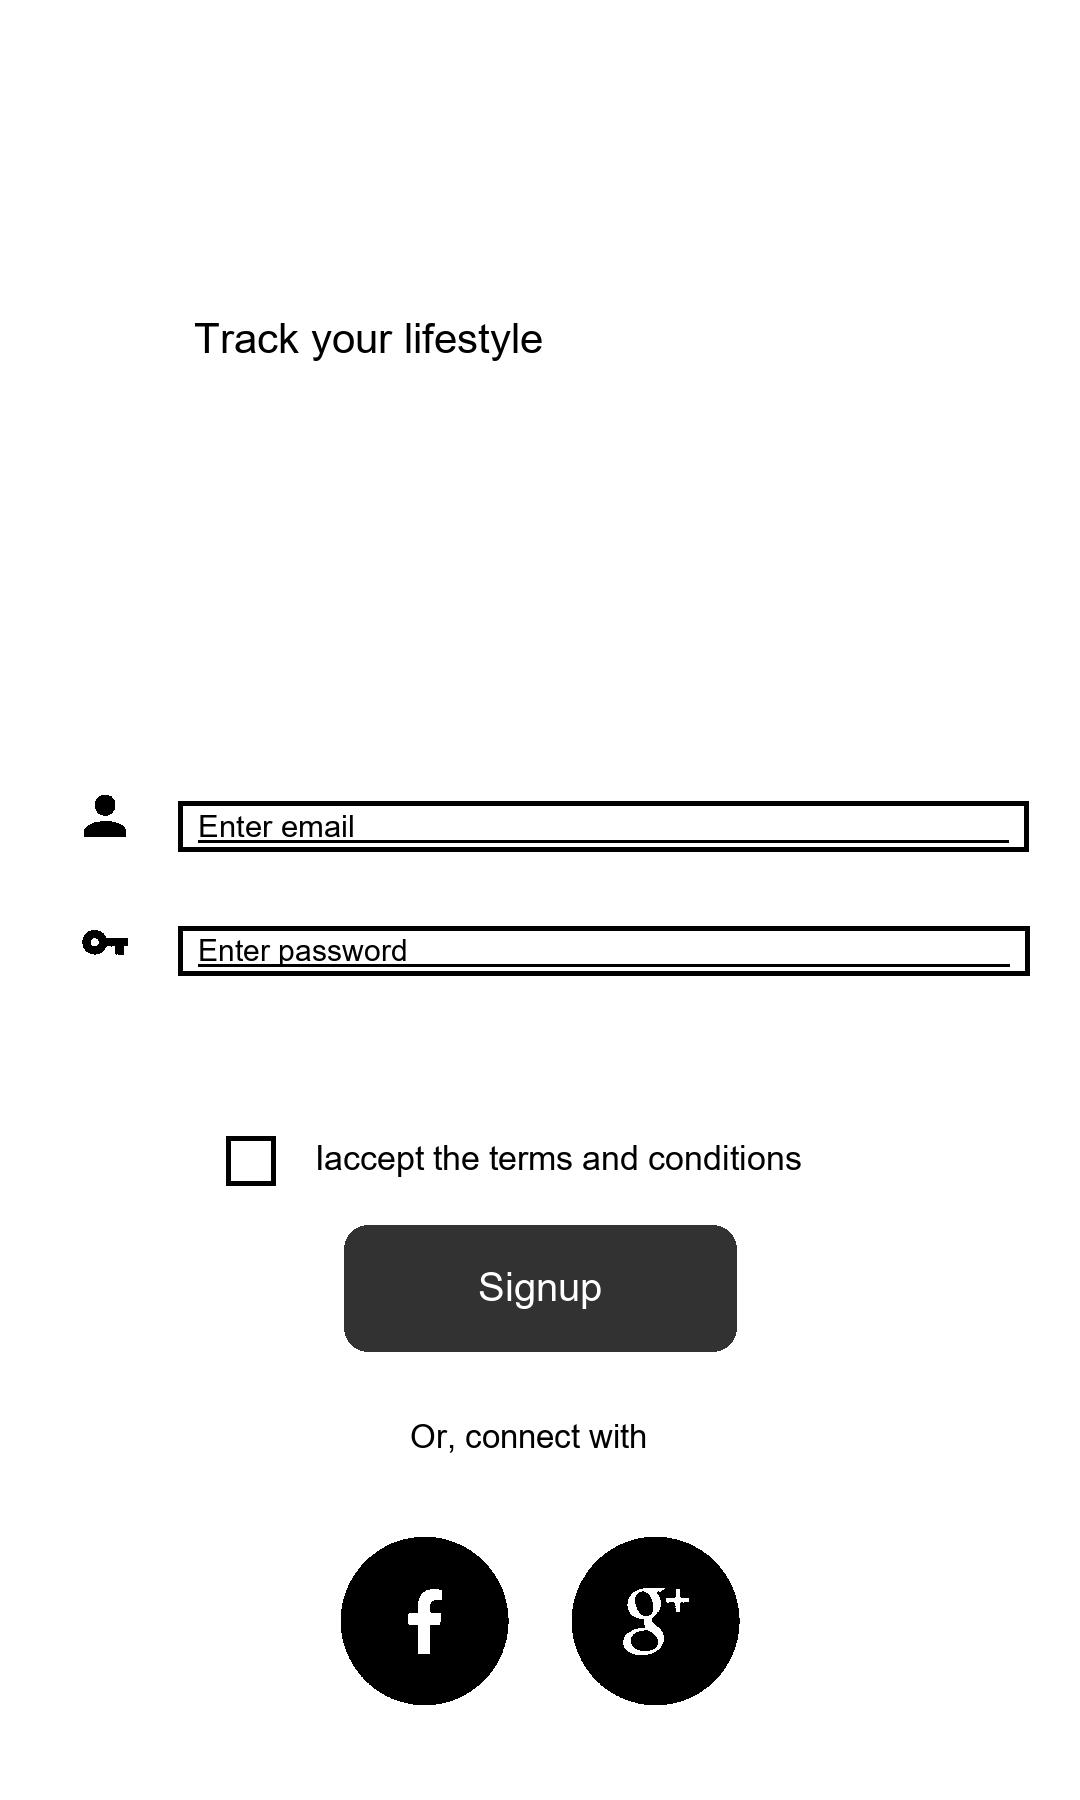 Track your lifestyle
Enter email
Enter password
Iaccept the terms and conditions
Signup
Or, connect with
f g+